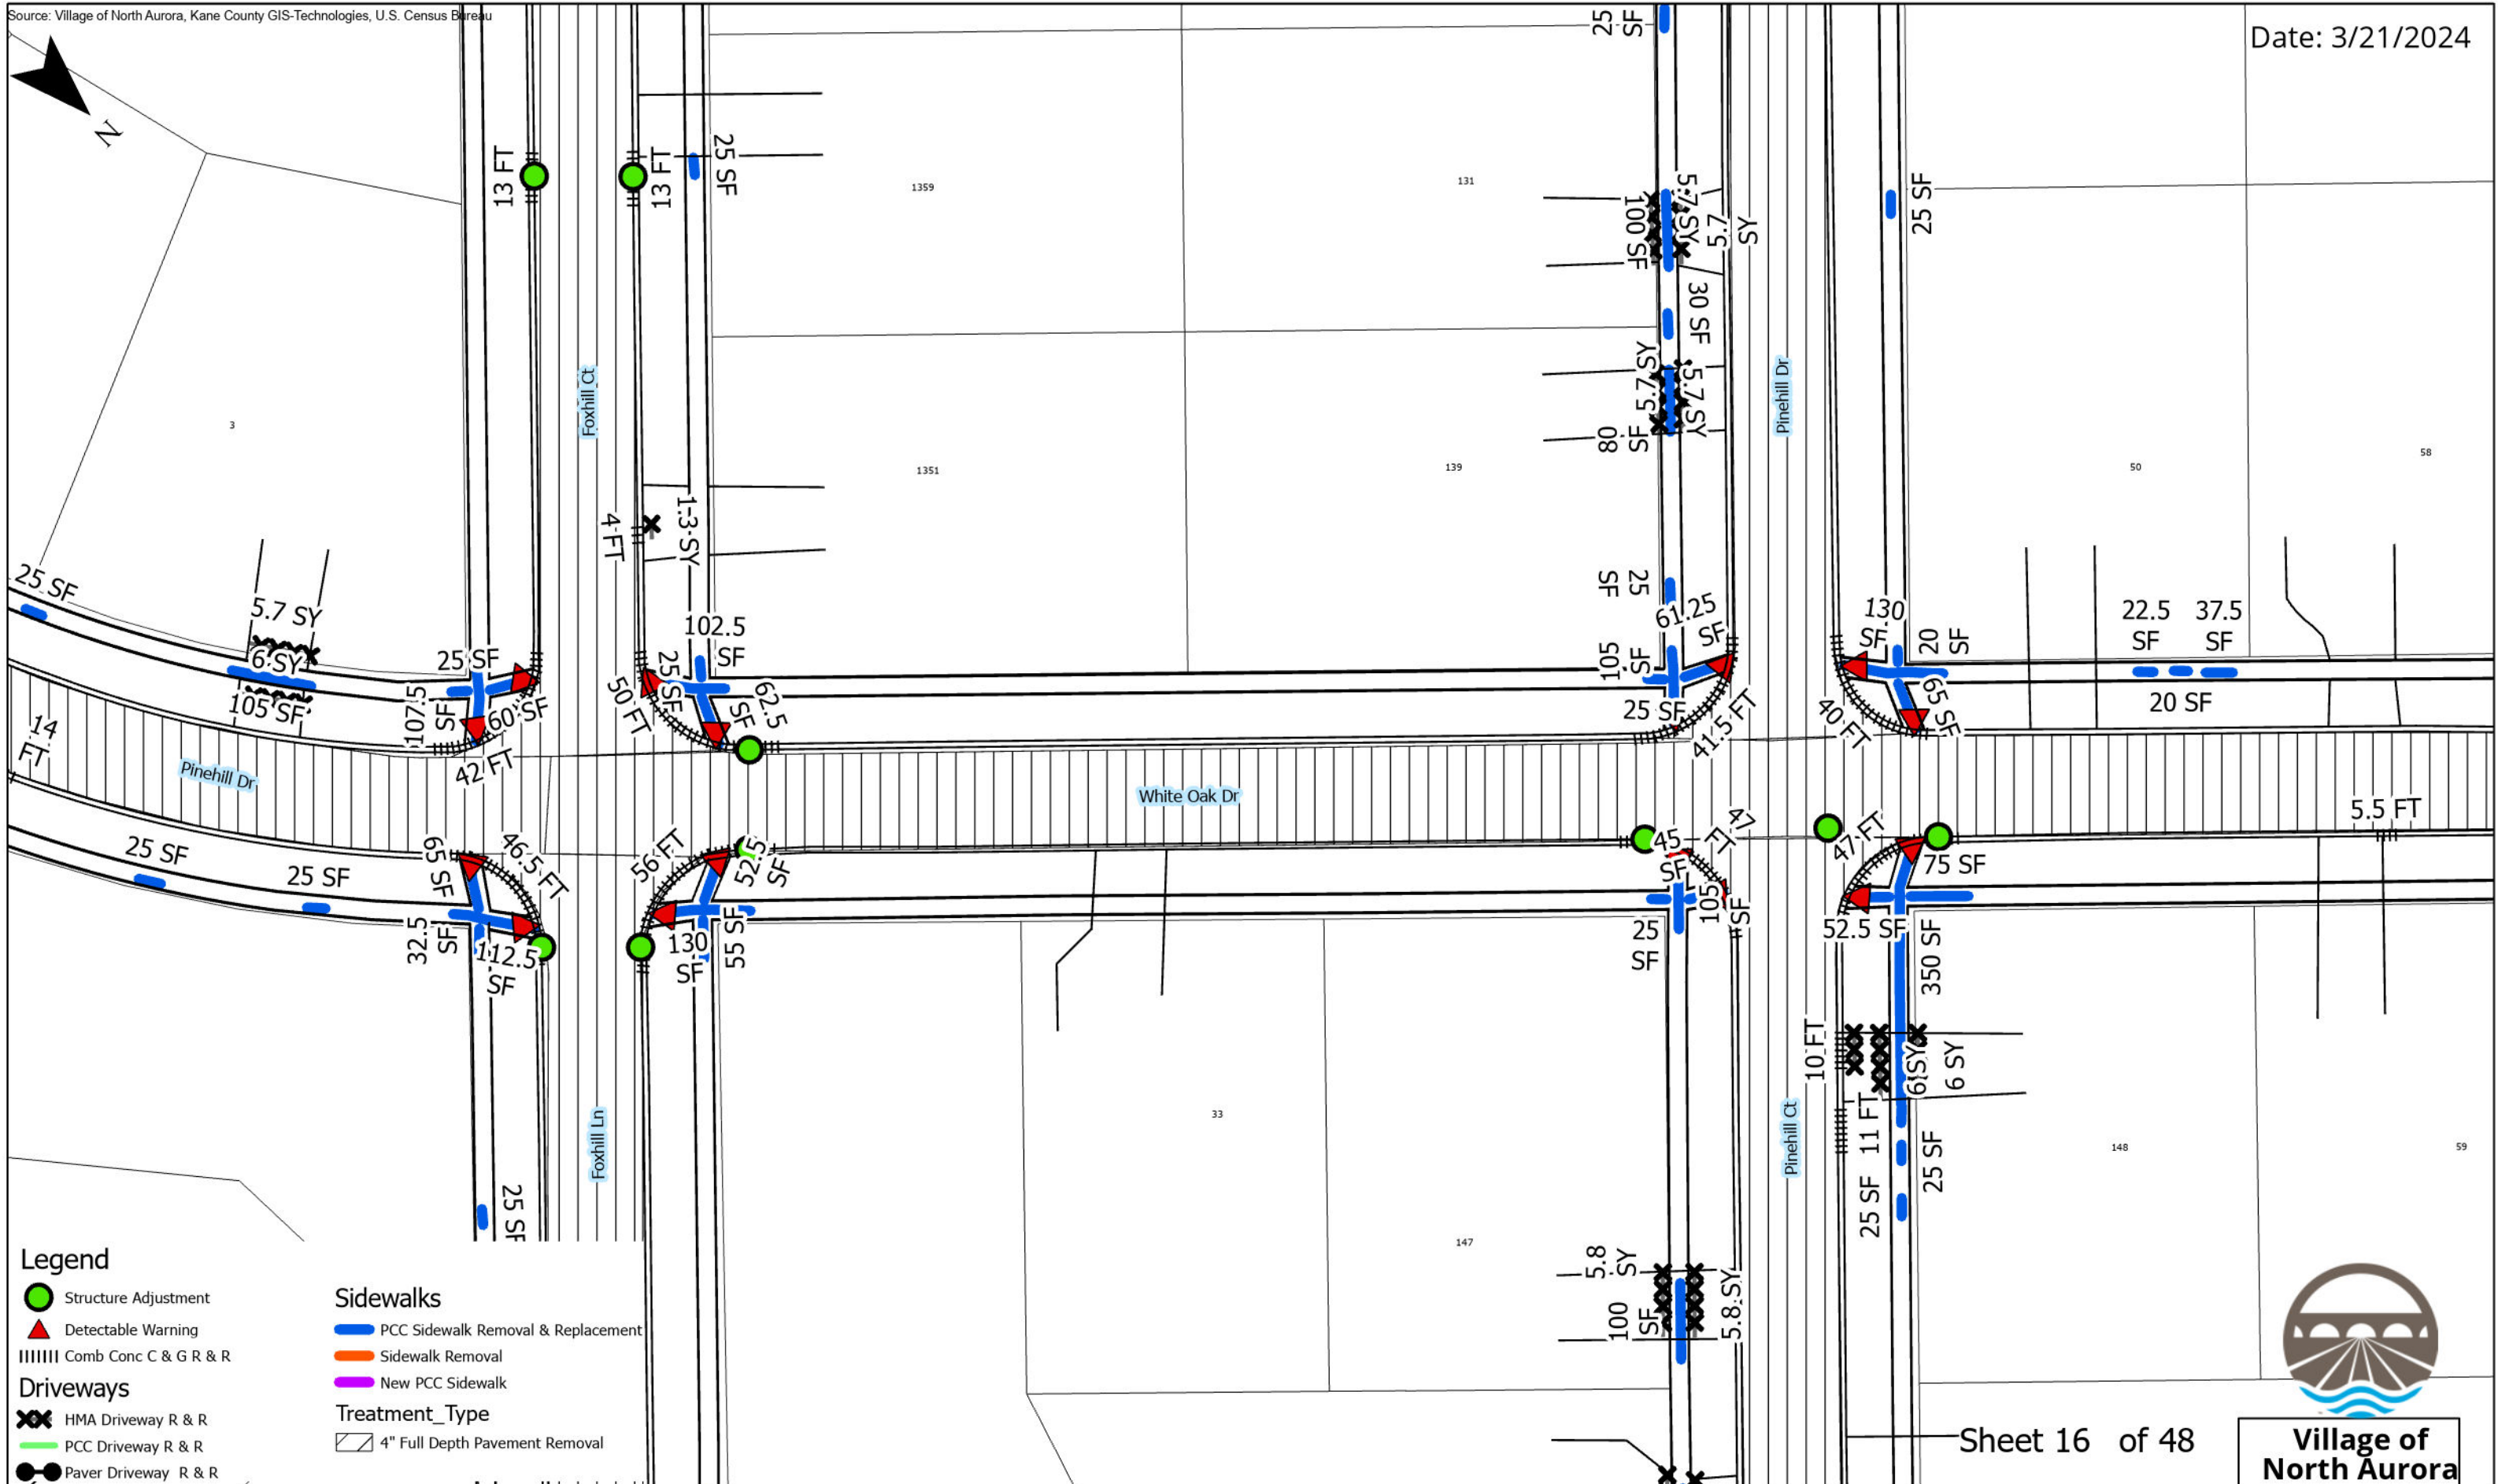 Source: Village of North Aurora, Kane County GIS-Technologies, U.S. Census Bureau
Date: 3/21/2024
N
25 SF
13 FT
13 FT
25 SF
1359
131
100 SF
5.7 SY
5.7 SY
25 SF
30 SF
Foxhill Ct
Pinehill Dr
5.7 SY
5.7 SY
80 SF
3
1351
139
50
58
4 FT
1.3 SY
25 SF
5.7 SY
6 SY
105 SF
25 SF
107.5 SF
60 SF
42 FT
102.5 SF
25 SF
50 FT
62.5 SF
25 SF
61.25 SF
105 SF
25 SF
41.5 FT
130 SF
20 SF
65 SF
40 FT
22.5 SF
37.5 SF
20 SF
14 FT
Pinehill Dr
White Oak Dr
5.5 FT
25 SF
25 SF
65 SF
46.5 FT
56 FT
52.5 SF
45 SF
47 FT
47 FT
75 SF
32.5 SF
112.5 SF
130 SF
55 SF
25 SF
105 SF
52.5 SF
350 SF
10 FT
6 SY
6 SY
33
Foxhill Ln
Pinehill Ct
11 FT
148
59
25 SF
25 SF
25 SF
147
5.8 SY
100 SF
5.8 SY
Legend
Structure Adjustment
Detectable Warning
Comb Conc C & G R & R
Driveways
HMA Driveway R & R
PCC Driveway R & R
Paver Driveway R & R
Sidewalks
PCC Sidewalk Removal & Replacement
Sidewalk Removal
New PCC Sidewalk
Treatment_Type
4" Full Depth Pavement Removal
Sheet 16 of 48
Village of
North Aurora